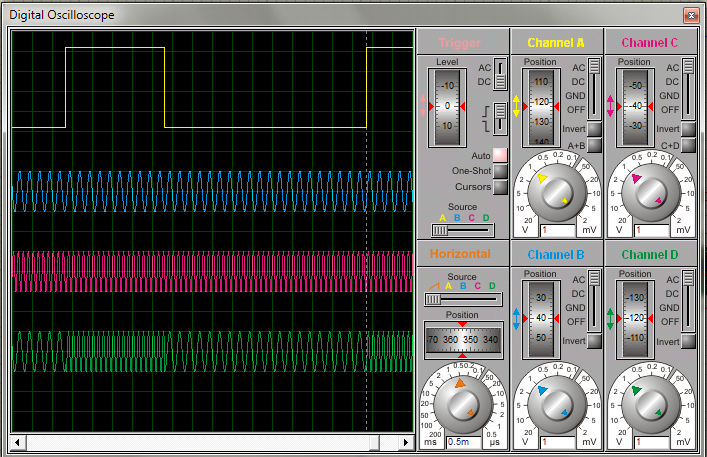 Digital Oscilloscope
Trigger
Level
AC
DC
-10
0
10
Auto
One-Shot
Cursors
Source
A B C D
Channel A
Position
AC
DC
GND
OFF
-110
-120
-130
140
Invert
A+B
V 1 mV
Channel C
Position
AC
DC
GND
OFF
-50
-40
-30
Invert
C+D
V 1 mV
Horizontal
Source
A B C D
Position
70 360 350 340
ms 0.5m µs
Channel B
Position
AC
DC
GND
OFF
30
40
50
Invert
V 1 mV
Channel D
Position
AC
DC
GND
OFF
-130
-120
-110
Invert
V 1 mV